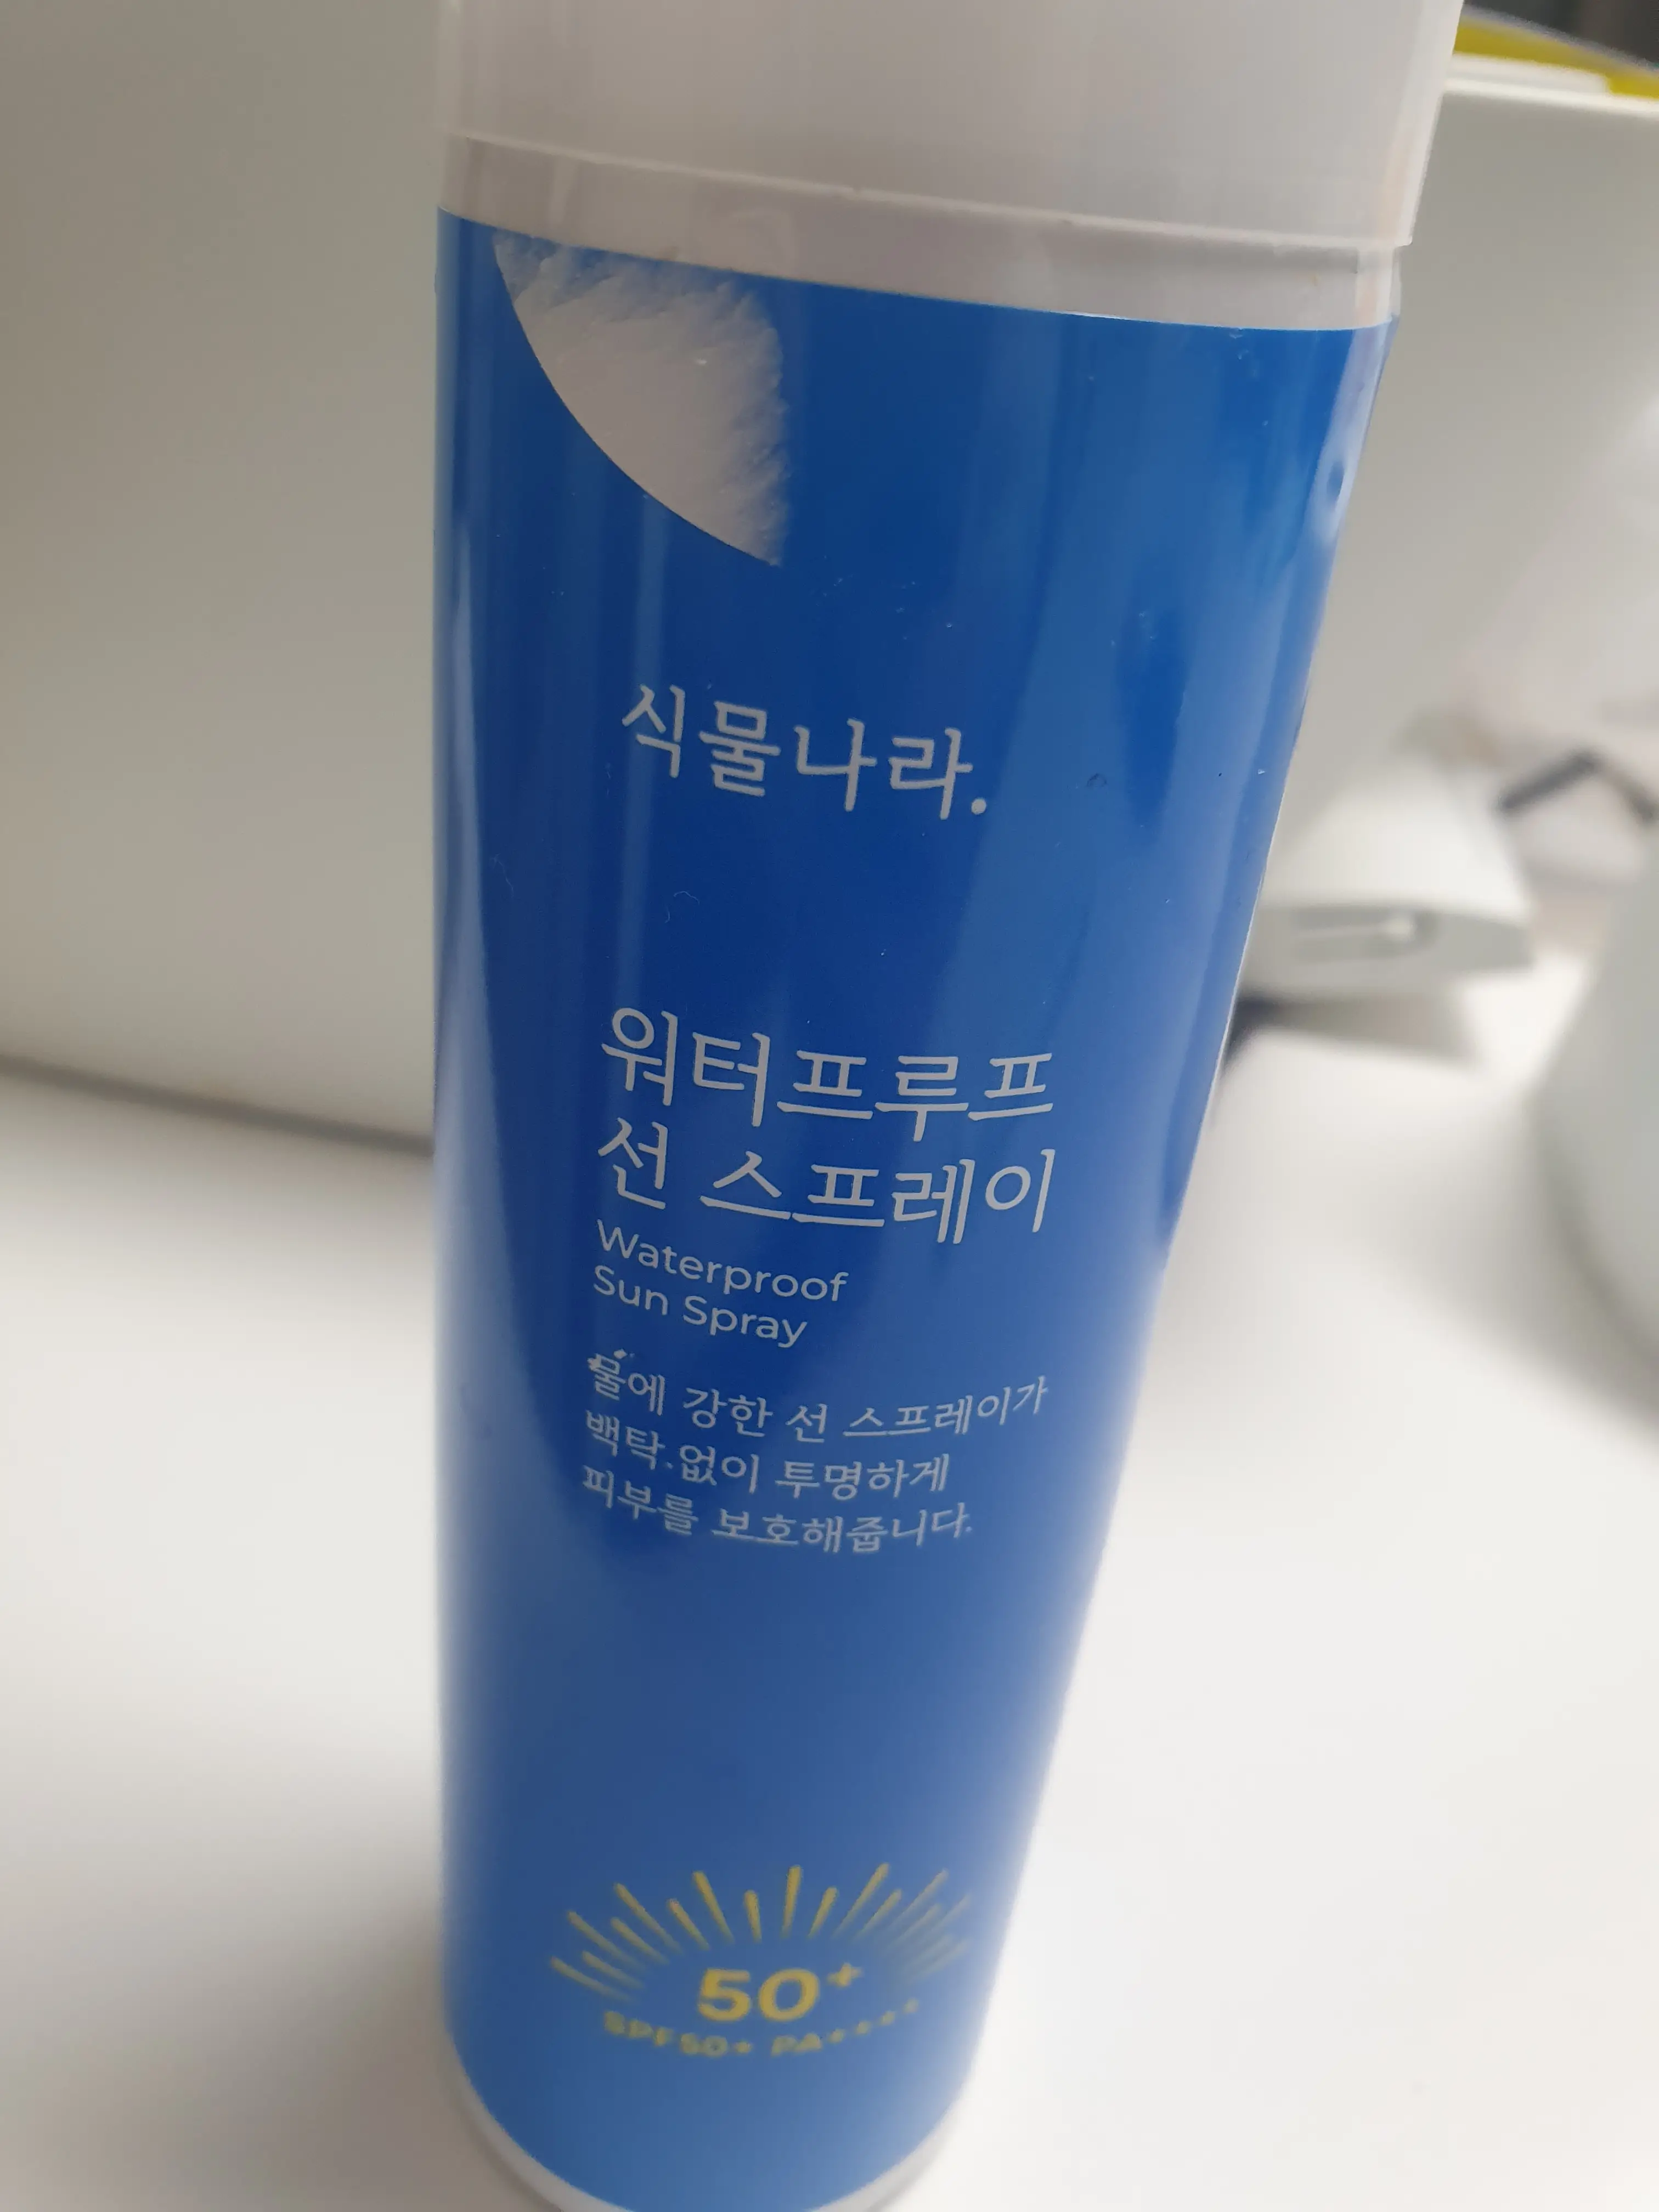 식물나라.
워터프루프
선 스프레이
Waterproof
Sun Spray
물에 강한 선 스프레이가
백탁 없이 투명하게
피부를 보호해줍니다.
50+
SPF50+ PA++++